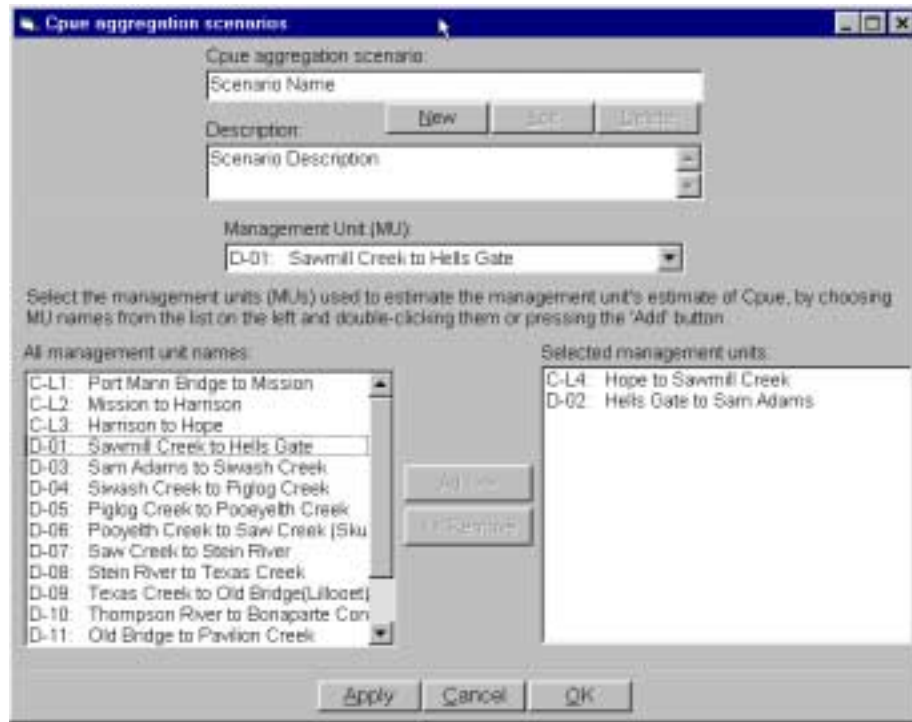 Cpue aggregation scenarios
Cpue aggregation scenario:
Scenario Name
New Edit Delete
Description:
Scenario Description
Management Unit (MU):
D-01: Sawmill Creek to Hells Gate
Select the management units (MUs) used to estimate the management unit's estimate of Cpue, by choosing
MU names from the list on the left and double-clicking them or pressing the 'Add' button
All management unit names:
C-L1: Port Mann Bridge to Mission
C-L2: Mission to Harrison
C-L3: Harrison to Hope
D-01: Sawmill Creek to Hells Gate
D-03: Sam Adams to Siwash Creek
D-04: Siwash Creek to Piglog Creek
D-05: Piglog Creek to Pooeyelth Creek
D-06: Pooyelth Creek to Saw Creek (Sku
D-07: Saw Creek to Stein River
D-08: Stein River to Texas Creek
D-09: Texas Creek to Old Bridge(Lillooet)
D-10: Thompson River to Bonaparte Con
D-11: Old Bridge to Pavilion Creek
Add >>
<< Remove
Selected management units:
C-L4: Hope to Sawmill Creek
D-02: Hells Gate to Sam Adams
Apply Cancel OK